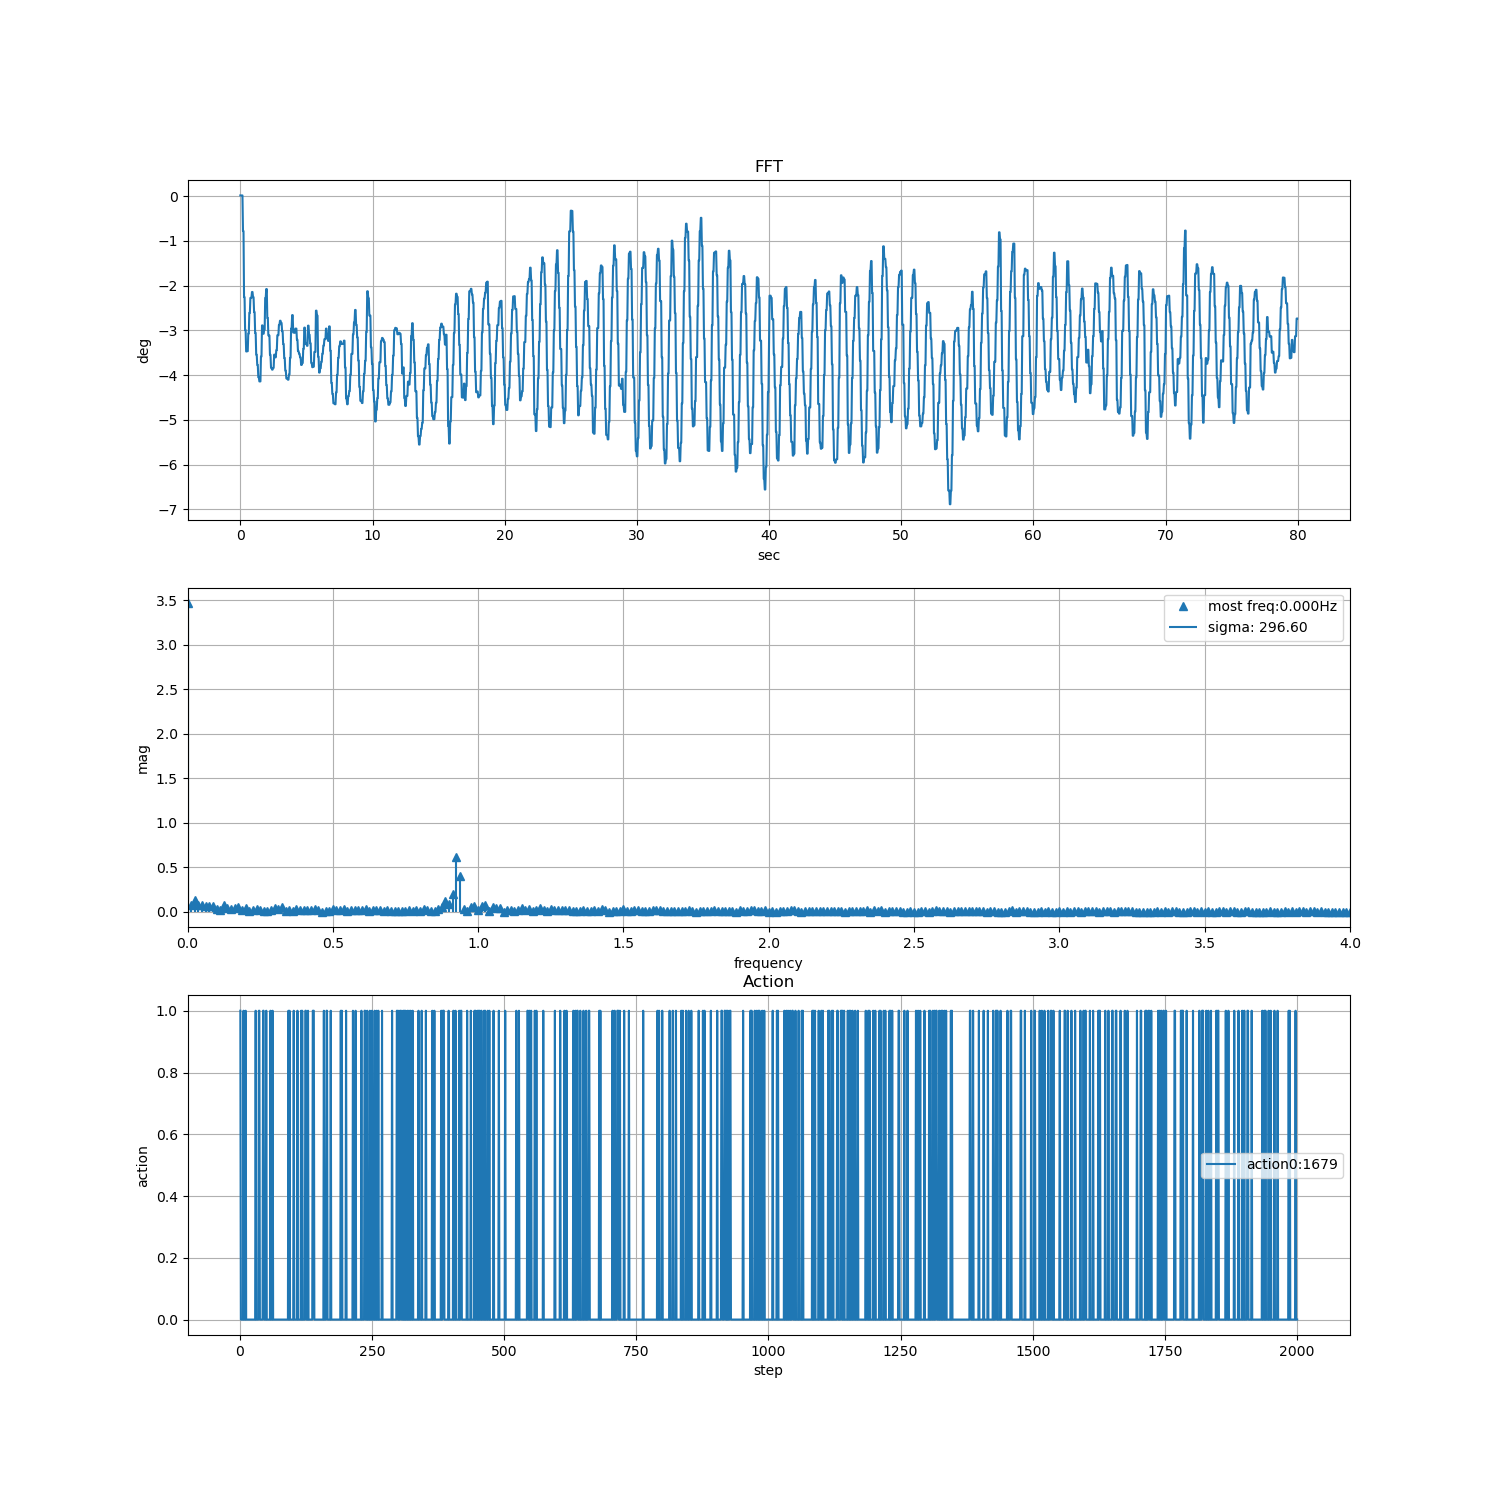 FFT
0
−1
−2
−3
−4
−5
−6
−7
deg
0 10 20 30 40 50 60 70 80
sec
3.5
3.0
2.5
2.0
1.5
1.0
0.5
0.0
mag
most freq:0.000Hz
sigma: 296.60
0.0 0.5 1.0 1.5 2.0 2.5 3.0 3.5 4.0
frequency
Action
1.0
0.8
0.6
0.4
0.2
0.0
action
action0:1679
0 250 500 750 1000 1250 1500 1750 2000
step